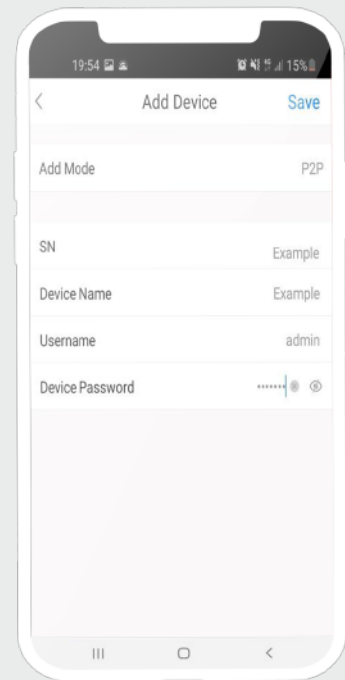 19:54 15%
Add Device Save
Add Mode P2P
SN Example
Device Name Example
Username admin
Device Password •••••••